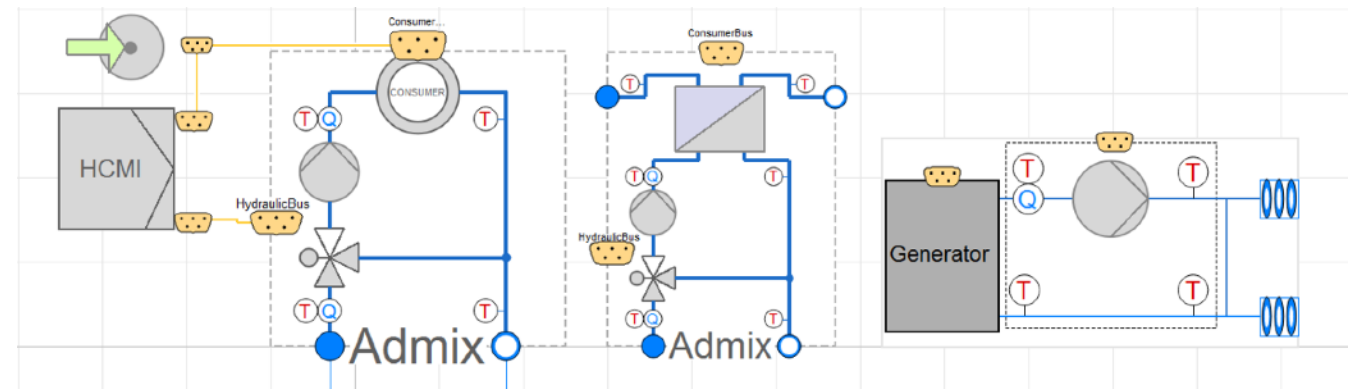 Consumer...
ConsumerBus
CONSUMER
T
T
T Q
T
HCMI
T Q
T
T
T
HydraulicBus
Q
HydraulicBus
Generator
T
T
T Q
T
T Q
T
Admix
Admix